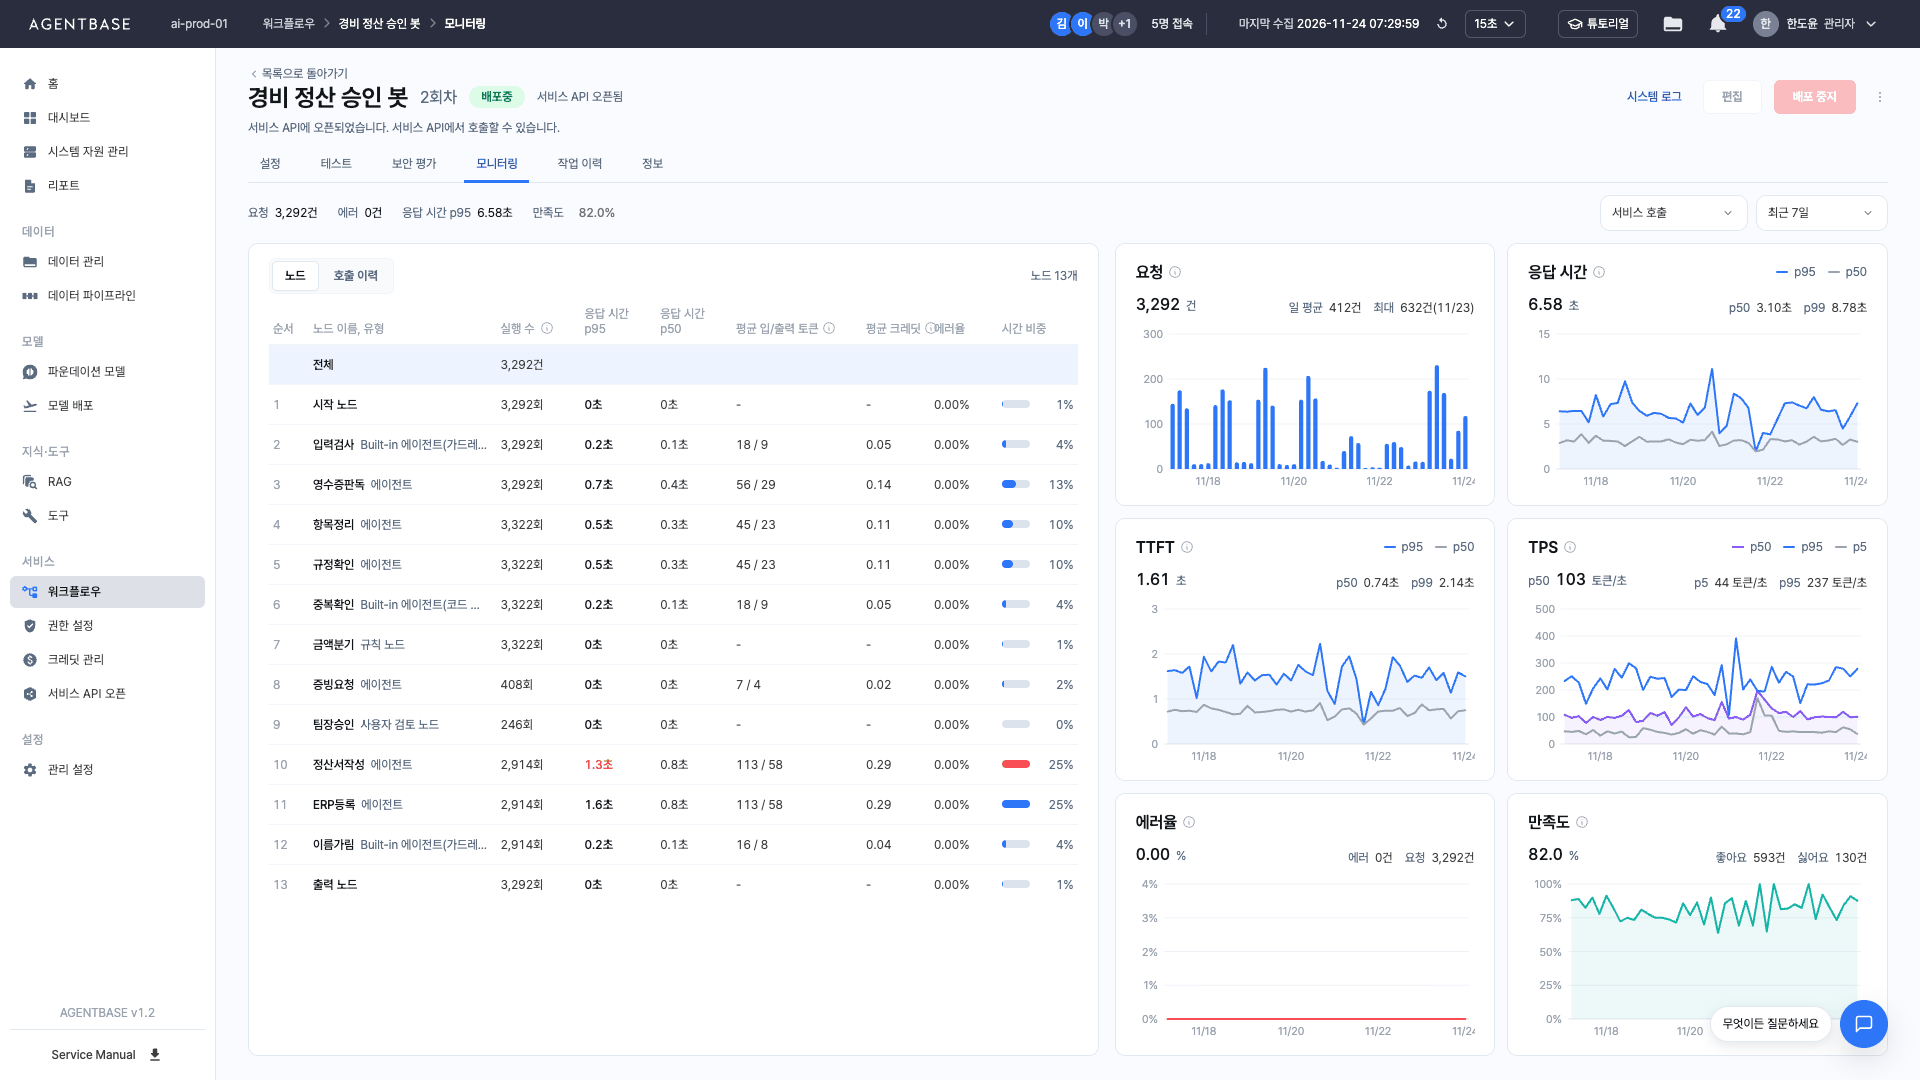 AGENTBASE
ai-prod-01
워크플로우 > 경비 정산 승인 봇 > 모니터링
김 이 박 +1 5명 접속
마지막 수집 2026-11-24 07:29:59
15초
튜토리얼
22
한 한도윤 관리자
홈
대시보드
시스템 자원 관리
리포트
데이터
데이터 관리
데이터 파이프라인
모델
파운데이션 모델
모델 배포
지식·도구
RAG
도구
서비스
워크플로우
권한 설정
크레딧 관리
서비스 API 오픈
설정
관리 설정
AGENTBASE v1.2
Service Manual
목록으로 돌아가기
경비 정산 승인 봇 2회차 배포중 서비스 API 오픈됨
시스템 로그 편집 배포 중지
서비스 API에 오픈되었습니다. 서비스 API에서 호출할 수 있습니다.
설정 테스트 보안 평가 모니터링 작업 이력 정보
요청 3,292건 에러 0건 응답 시간 p95 6.58초 만족도 82.0%
서비스 호출 최근 7일
노드 호출 이력 노드 13개
순서 노드 이름, 유형 실행 수 응답 시간 p95 응답 시간 p50 평균 입/출력 토큰 평균 크레딧 에러율 시간 비중
전체 3,292건
1 시작 노드 3,292회 0초 0초 - - 0.00% 1%
2 입력검사 Built-in 에이전트(가드레... 3,292회 0.2초 0.1초 18 / 9 0.05 0.00% 4%
3 영수증판독 에이전트 3,292회 0.7초 0.4초 56 / 29 0.14 0.00% 13%
4 항목정리 에이전트 3,322회 0.5초 0.3초 45 / 23 0.11 0.00% 10%
5 규정확인 에이전트 3,322회 0.5초 0.3초 45 / 23 0.11 0.00% 10%
6 중복확인 Built-in 에이전트(코드 ... 3,322회 0.2초 0.1초 18 / 9 0.05 0.00% 4%
7 금액분기 규칙 노드 3,322회 0초 0초 - - 0.00% 1%
8 증빙요청 에이전트 408회 0초 0초 7 / 4 0.02 0.00% 2%
9 팀장승인 사용자 검토 노드 246회 0초 0초 - - 0.00% 0%
10 정산서작성 에이전트 2,914회 1.3초 0.8초 113 / 58 0.29 0.00% 25%
11 ERP등록 에이전트 2,914회 1.6초 0.8초 113 / 58 0.29 0.00% 25%
12 이름가림 Built-in 에이전트(가드레... 2,914회 0.2초 0.1초 16 / 8 0.04 0.00% 4%
13 출력 노드 3,292회 0초 0초 - - 0.00% 1%
요청
3,292 건 일 평균 412건 최대 632건(11/23)
300
200
100
0
11/18 11/20 11/22 11/24
응답 시간 p95 p50
6.58 초 p50 3.10초 p99 8.78초
15
10
5
0
11/18 11/20 11/22 11/24
TTFT p95 p50
1.61 초 p50 0.74초 p99 2.14초
3
2
1
0
11/18 11/20 11/22 11/24
TPS p50 p95 p5
p50 103 토큰/초 p5 44 토큰/초 p95 237 토큰/초
500
400
300
200
100
0
11/18 11/20 11/22 11/24
에러율
0.00 % 에러 0건 요청 3,292건
4%
3%
2%
1%
0%
11/18 11/20 11/22 11/24
만족도
82.0 % 좋아요 593건 싫어요 130건
100%
75%
50%
25%
0%
11/18 11/20
무엇이든 질문하세요